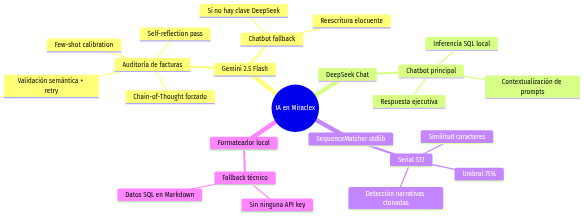 Si no hay clave DeepSeek
Reescritura elocuente
Self-reflection pass
Chatbot fallback
Few-shot calibration
Inferencia SQL local
Auditoría de facturas
Gemini 2.5 Flash
DeepSeek Chat
Chatbot principal
Validación semántica +
retry
Contextualización de
prompts
Chain-of-Thought forzado
Respuesta ejecutiva
IA en Miraclex
SequenceMatcher stdlib
Similitud caracteres
Formateador local
Señal S13
Umbral 75%
Fallback técnico
Datos SQL en Markdown
Detección narrativas
clonadas
Sin ninguna API key